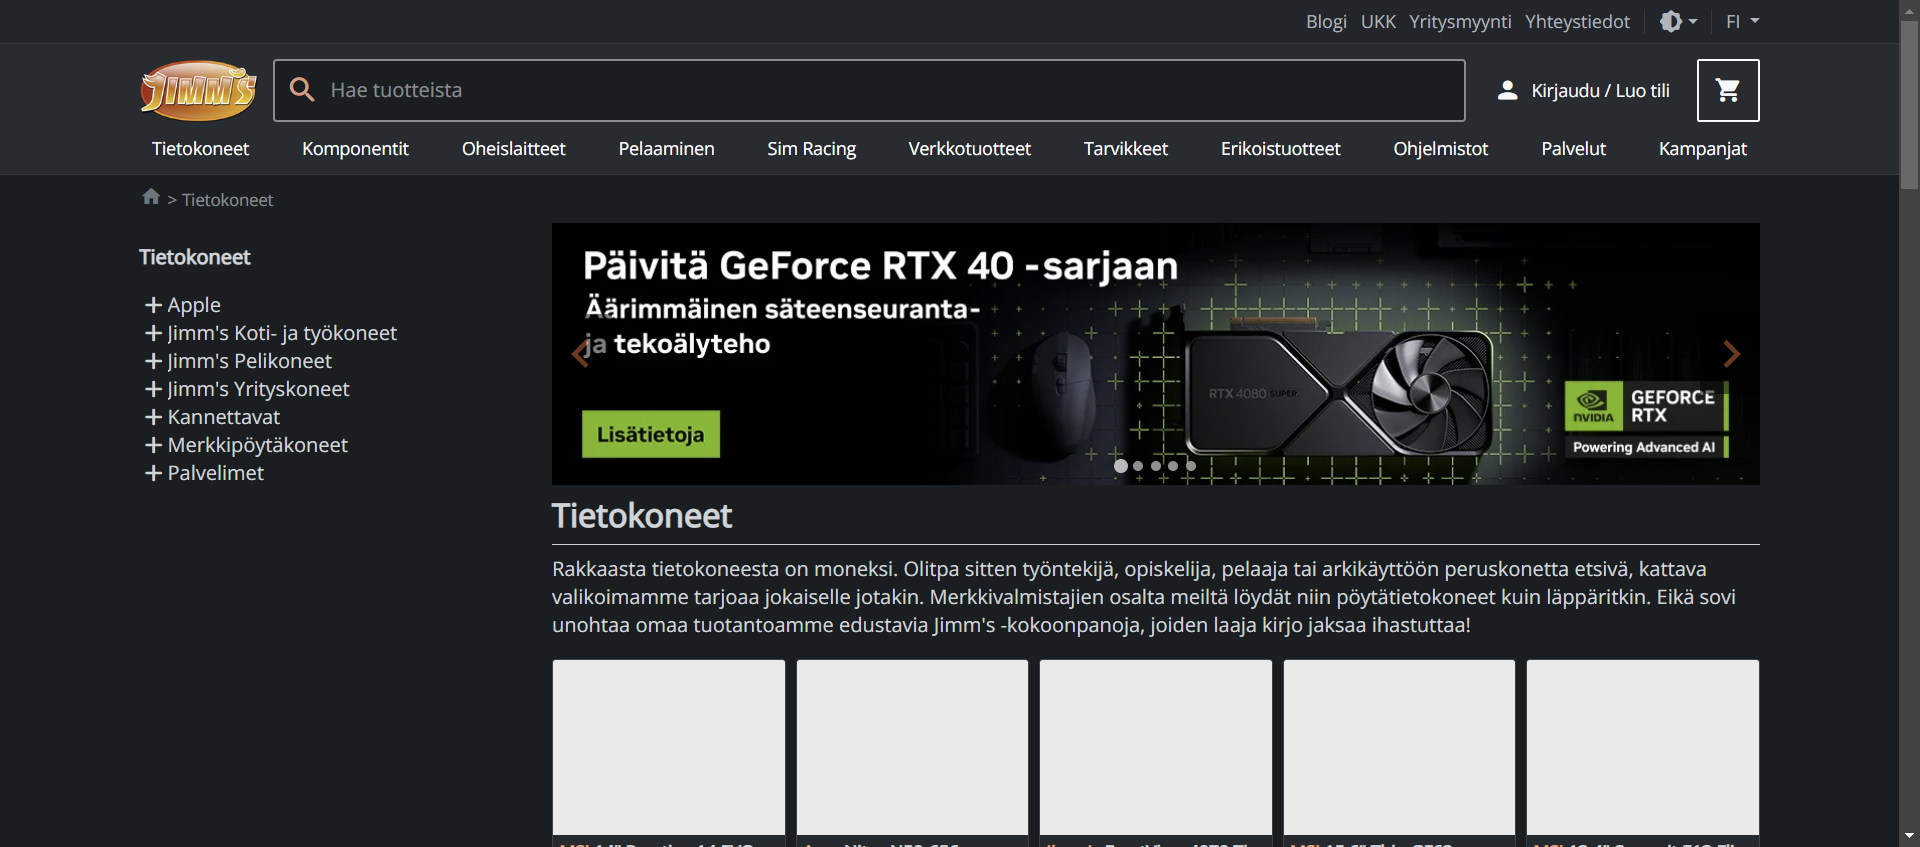 Blogi UKK Yritysmyynti Yhteystiedot FI
JIMM'S
Hae tuotteista
Kirjaudu / Luo tili
Tietokoneet Komponentit Oheislaitteet Pelaaminen Sim Racing Verkkotuotteet Tarvikkeet Erikoistuotteet Ohjelmistot Palvelut Kampanjat
> Tietokoneet
Tietokoneet
Apple
Jimm's Koti- ja työkoneet
Jimm's Pelikoneet
Jimm's Yrityskoneet
Kannettavat
Merkkipöytäkoneet
Palvelimet
Päivitä GeForce RTX 40 -sarjaan
Äärimmäinen säteenseuranta-
ja tekoälyteho
Lisätietoja
RTX 4080 SUPER
NVIDIA
GEFORCE
RTX
Powering Advanced AI
Tietokoneet
Rakkaasta tietokoneesta on moneksi. Olitpa sitten työntekijä, opiskelija, pelaaja tai arkikäyttöön peruskonetta etsivä, kattava
valikoimamme tarjoaa jokaiselle jotakin. Merkkivalmistajien osalta meiltä löydät niin pöytätietokoneet kuin läppäritkin. Eikä sovi
unohtaa omaa tuotantoamme edustavia Jimm's -kokoonpanoja, joiden laaja kirjo jaksaa ihastuttaa!